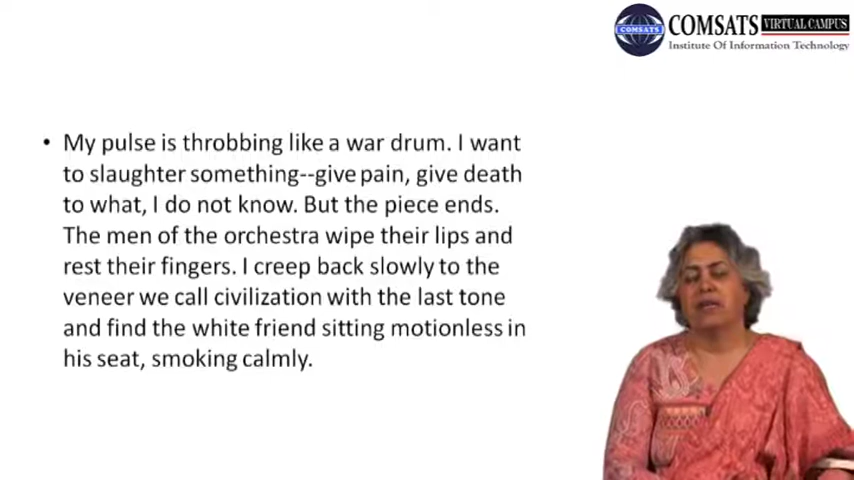 COMSATS
COMSATS VIRTUAL CAMPUS
Institute Of Information Technology
• My pulse is throbbing like a war drum. I want
to slaughter something--give pain, give death
to what, I do not know. But the piece ends.
The men of the orchestra wipe their lips and
rest their fingers. I creep back slowly to the
veneer we call civilization with the last tone
and find the white friend sitting motionless in
his seat, smoking calmly.